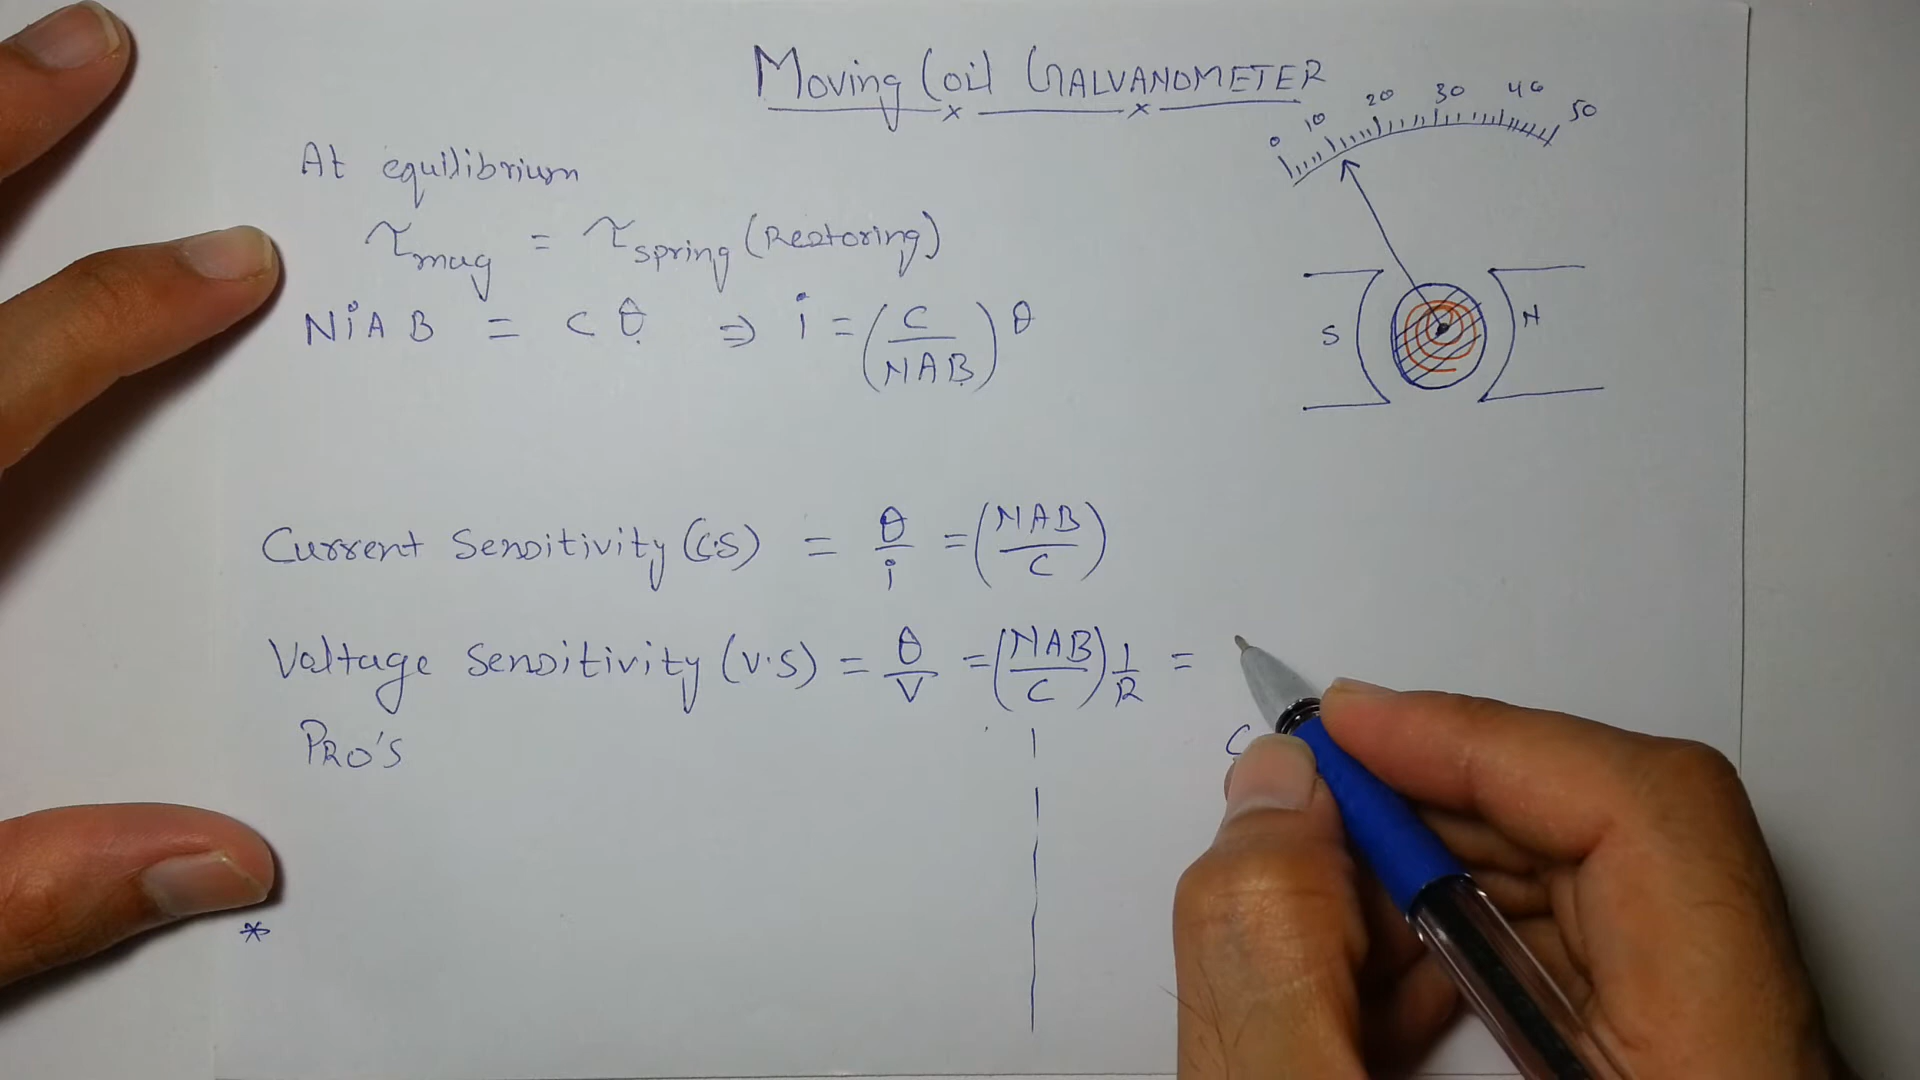 Moving Coil GALVANOMETER
0 10 20 30 40 50
At equilibrium
τmag = τspring (Restoring)
NiAB = Cθ ⇒ i = (C/NAB) θ
S N
Current Sensitivity (C.S) = θ/i = (NAB/C)
Voltage Sensitivity (V.S) = θ/V = (NAB/C) 1/R =
PRO'S
*